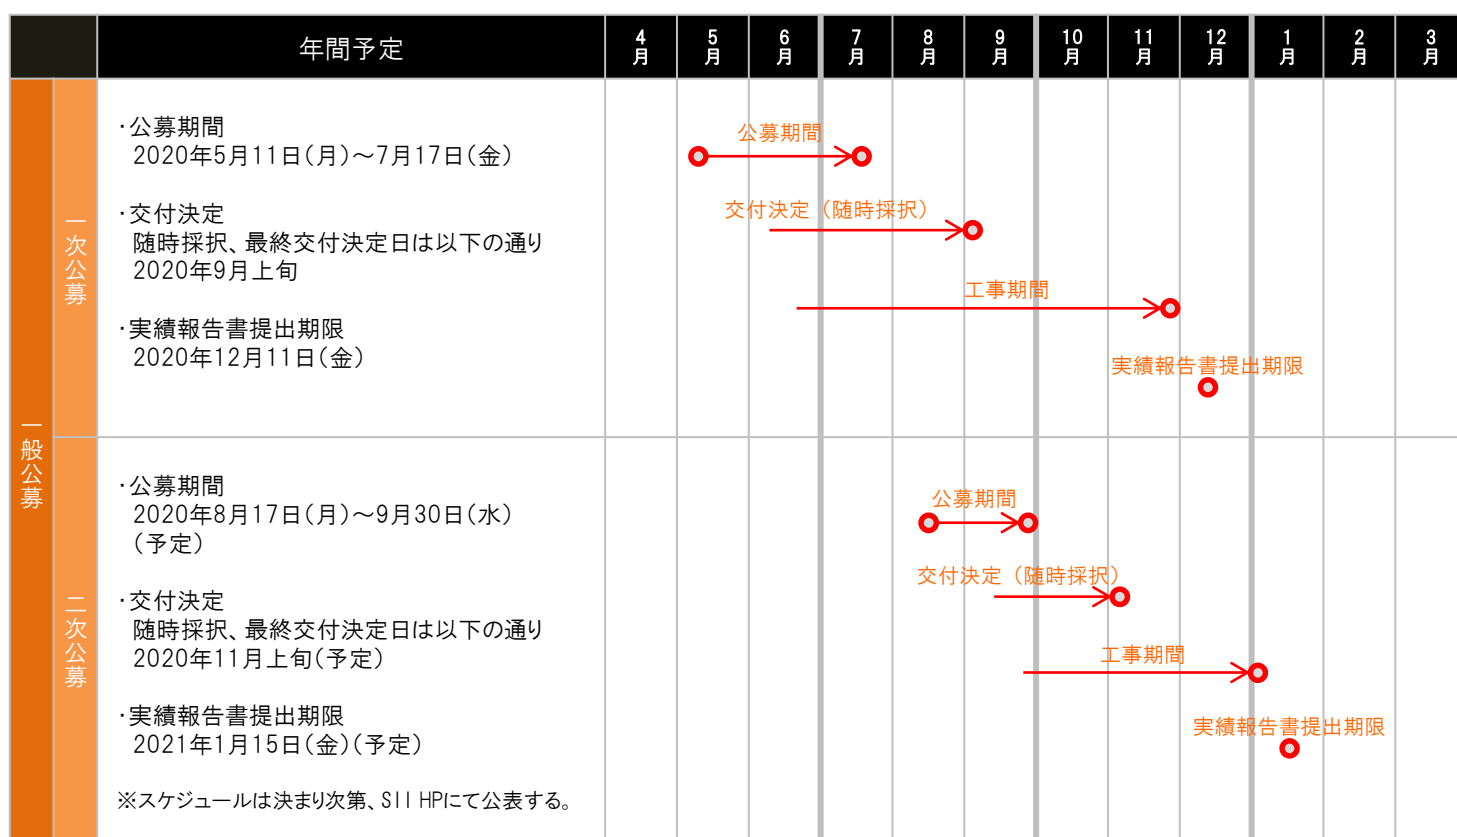 年間予定
4月
5月
6月
7月
8月
9月
10月
11月
12月
1月
2月
3月
一般公募
一次公募
・公募期間
2020年5月11日(月)～7月17日(金)
・交付決定
随時採択、最終交付決定日は以下の通り
2020年9月上旬
・実績報告書提出期限
2020年12月11日(金)
公募期間
交付決定（随時採択）
工事期間
実績報告書提出期限
二次公募
・公募期間
2020年8月17日(月)～9月30日(水)
(予定)
・交付決定
随時採択、最終交付決定日は以下の通り
2020年11月上旬(予定)
・実績報告書提出期限
2021年1月15日(金)(予定)
※スケジュールは決まり次第、SII HPにて公表する。
公募期間
交付決定（随時採択）
工事期間
実績報告書提出期限